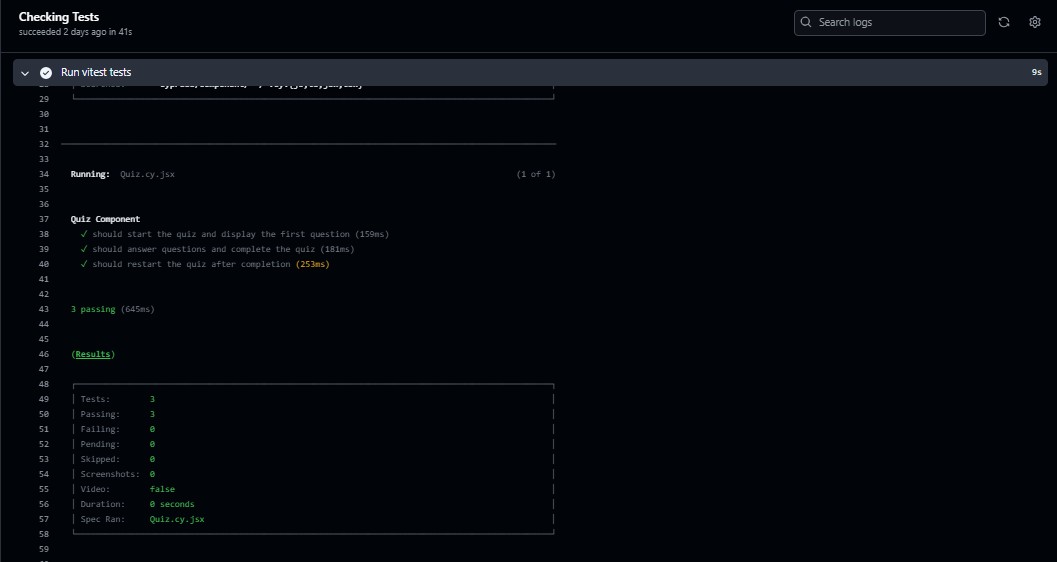 Checking Tests
succeeded 2 days ago in 41s
Search logs
Run vitest tests 9s
29
30
31
32
33
34 Running: Quiz.cy.jsx (1 of 1)
35
36
37 Quiz Component
38 ✓ should start the quiz and display the first question (159ms)
39 ✓ should answer questions and complete the quiz (181ms)
40 ✓ should restart the quiz after completion (253ms)
41
42
43 3 passing (645ms)
44
45
46 (Results)
47
48
49 Tests: 3
50 Passing: 3
51 Failing: 0
52 Pending: 0
53 Skipped: 0
54 Screenshots: 0
55 Video: false
56 Duration: 0 seconds
57 Spec Ran: Quiz.cy.jsx
58
59